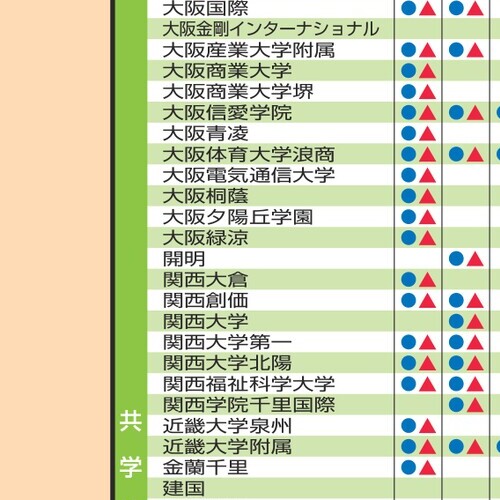 大阪国際 ●▲ ●▲
大阪金剛インターナショナル
大阪産業大学附属 ●▲ ●▲
大阪商業大学 ●▲
大阪商業大学堺 ●▲
大阪信愛学院 ●▲ ●▲ ●
大阪青凌 ●▲
大阪体育大学浪商 ●▲ ●▲ ●
大阪電気通信大学 ●▲
大阪桐蔭 ●▲
大阪夕陽丘学園 ●▲
大阪緑涼 ●▲
開明 ●▲
関西大倉 ●▲
関西創価 ●▲ ●▲
関西大学 ●▲
関西大学第一 ●▲ ●▲
関西大学北陽 ●▲ ●▲
関西福祉科学大学 ●▲ ●▲
関西学院千里国際 ●▲
近畿大学泉州 ●▲
近畿大学附属 ●▲ ●▲ ●
金蘭千里 ●▲
建国
共学